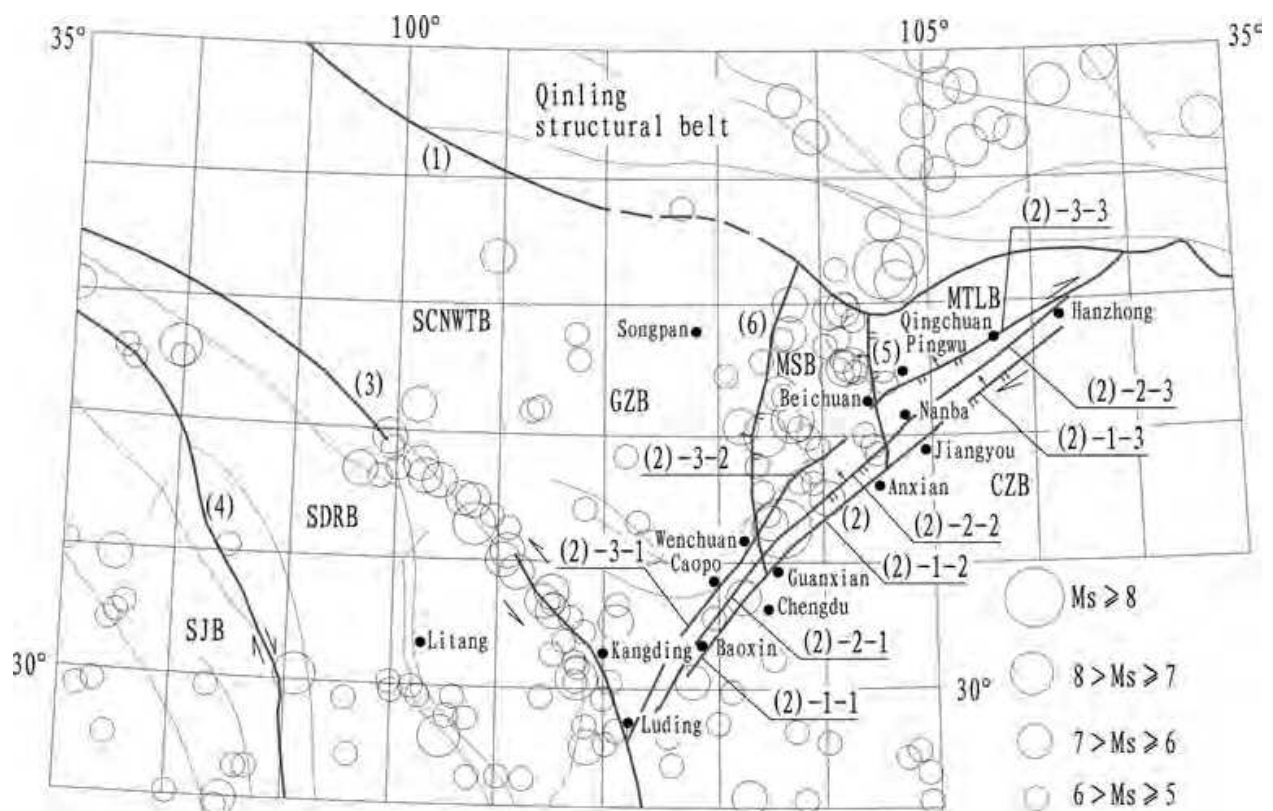 100°
105°
35°
35°
Qinling
structural belt
(1)
(2)-3-3
MTLB
SCNWTB
Songpan
(6)
Qingchuan
Hanzhong
Pingwu
(5)
MSB
(3)
GZB
Beichuan
Nanba
(2)-2-3
(2)-1-3
Jiangyou
(2)-3-2
CZB
Anxian
(4)
SDRB
(2)
(2)-2-2
Wenchuan
(2)-3-1
Caopo
(2)-1-2
Guanxian
Chengdu
Ms≥8
SJB
Litang
Kangding
Baoxin
(2)-2-1
30°
30°
8>Ms≥7
(2)-1-1
Luding
7>Ms≥6
6>Ms≥5